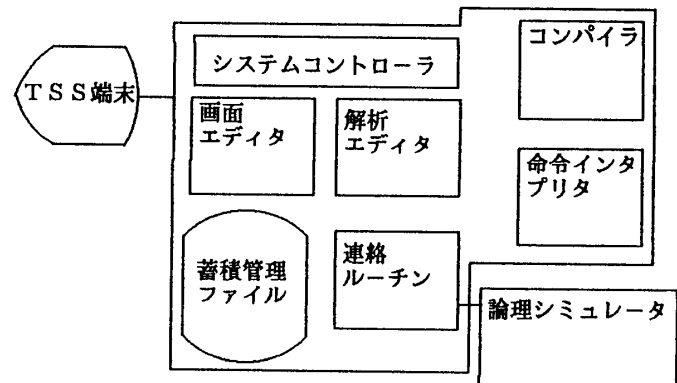 コンパイラ
システムコントローラ
TSS端末
画面
エディタ
解析
エディタ
命令インタ
プリタ
蓄積管理
ファイル
連絡
ルーチン
論理シミュレータ